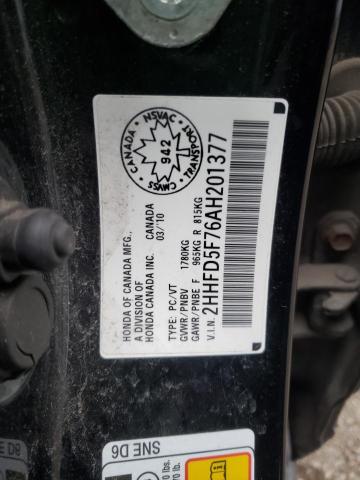 HONDA OF CANADA MFG.,
A DIVISION OF
HONDA CANADA INC. CANADA
03/10
TYPE: PC/VT
GVWR/PNBV 1780KG
GAWR/PNBE F 965KG R 815KG
V.I.N. 2HHFD5F76AH201377
CANADA
NSVAC
942
CMVSS
TRANSPORT
SNE D6